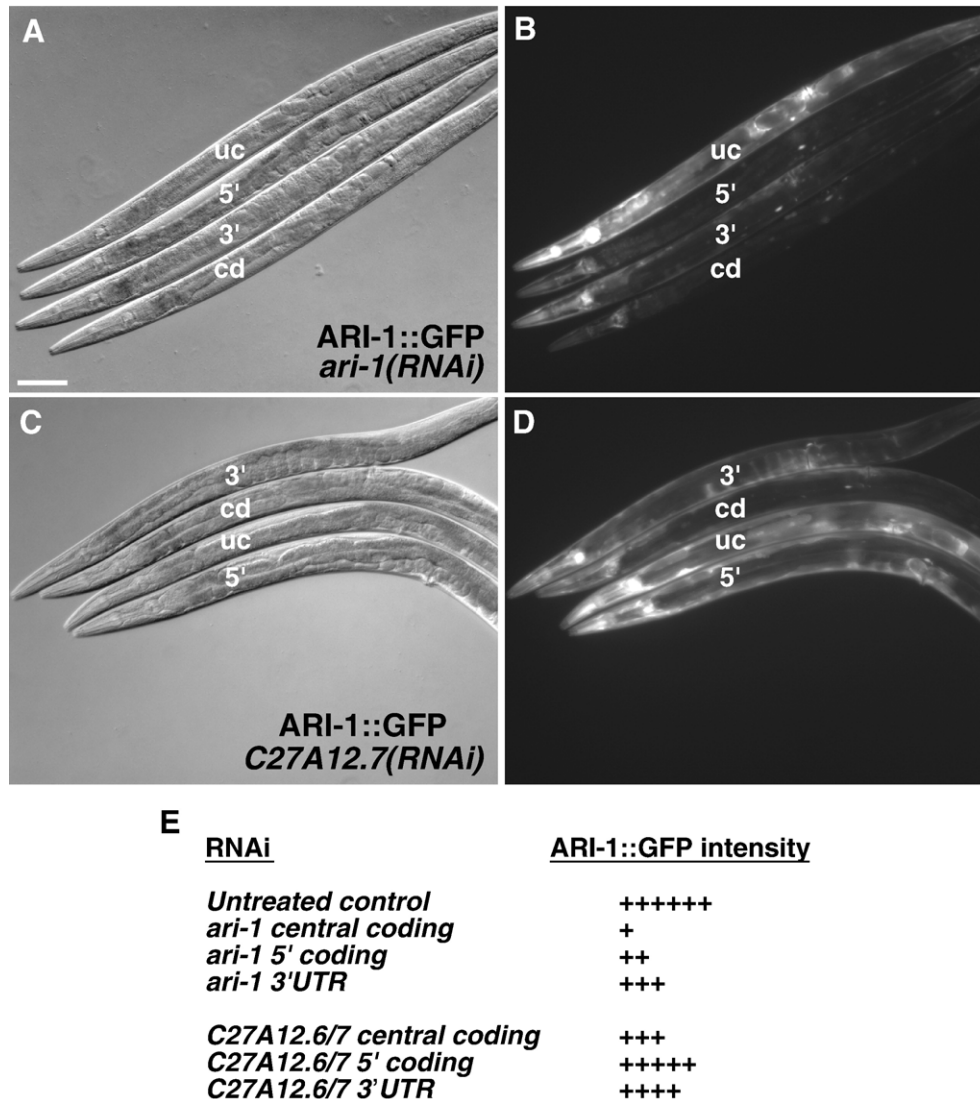 A
uc
5'
3'
cd
ARI-1::GFP
ari-1(RNAi)
B
uc
5'
3'
cd
C
3'
cd
uc
5'
ARI-1::GFP
C27A12.7(RNAi)
D
3'
cd
uc
5'
E
RNAi ARI-1::GFP intensity
Untreated control ++++++
ari-1 central coding +
ari-1 5' coding ++
ari-1 3'UTR +++
C27A12.6/7 central coding +++
C27A12.6/7 5' coding +++++
C27A12.6/7 3'UTR ++++